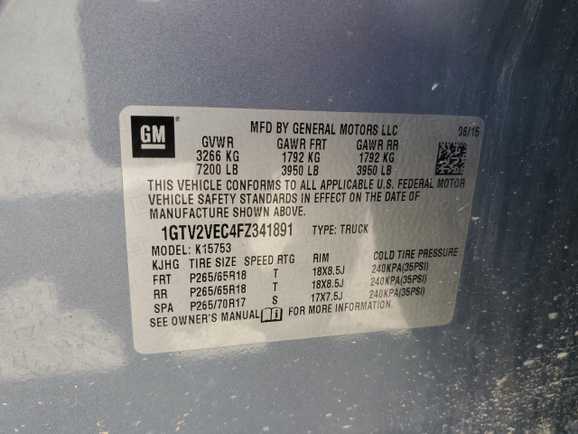 GM
MFD BY GENERAL MOTORS LLC 06/15
GVWR GAWR FRT GAWR RR
3266 KG 1792 KG 1792 KG
7200 LB 3950 LB 3950 LB
THIS VEHICLE CONFORMS TO ALL APPLICABLE U.S. FEDERAL MOTOR
VEHICLE SAFETY STANDARDS IN EFFECT ON THE DATE OF
MANUFACTURE SHOWN ABOVE.
1GTV2VEC4FZ341891 TYPE: TRUCK
MODEL: K15753
KJHG TIRE SIZE SPEED RTG RIM COLD TIRE PRESSURE
FRT P265/65R18 T 18X8.5J 240KPA(35PSI)
RR P265/65R18 T 18X8.5J 240KPA(35PSI)
SPA P265/70R17 S 17X7.5J 240KPA(35PSI)
SEE OWNER'S MANUAL FOR MORE INFORMATION.